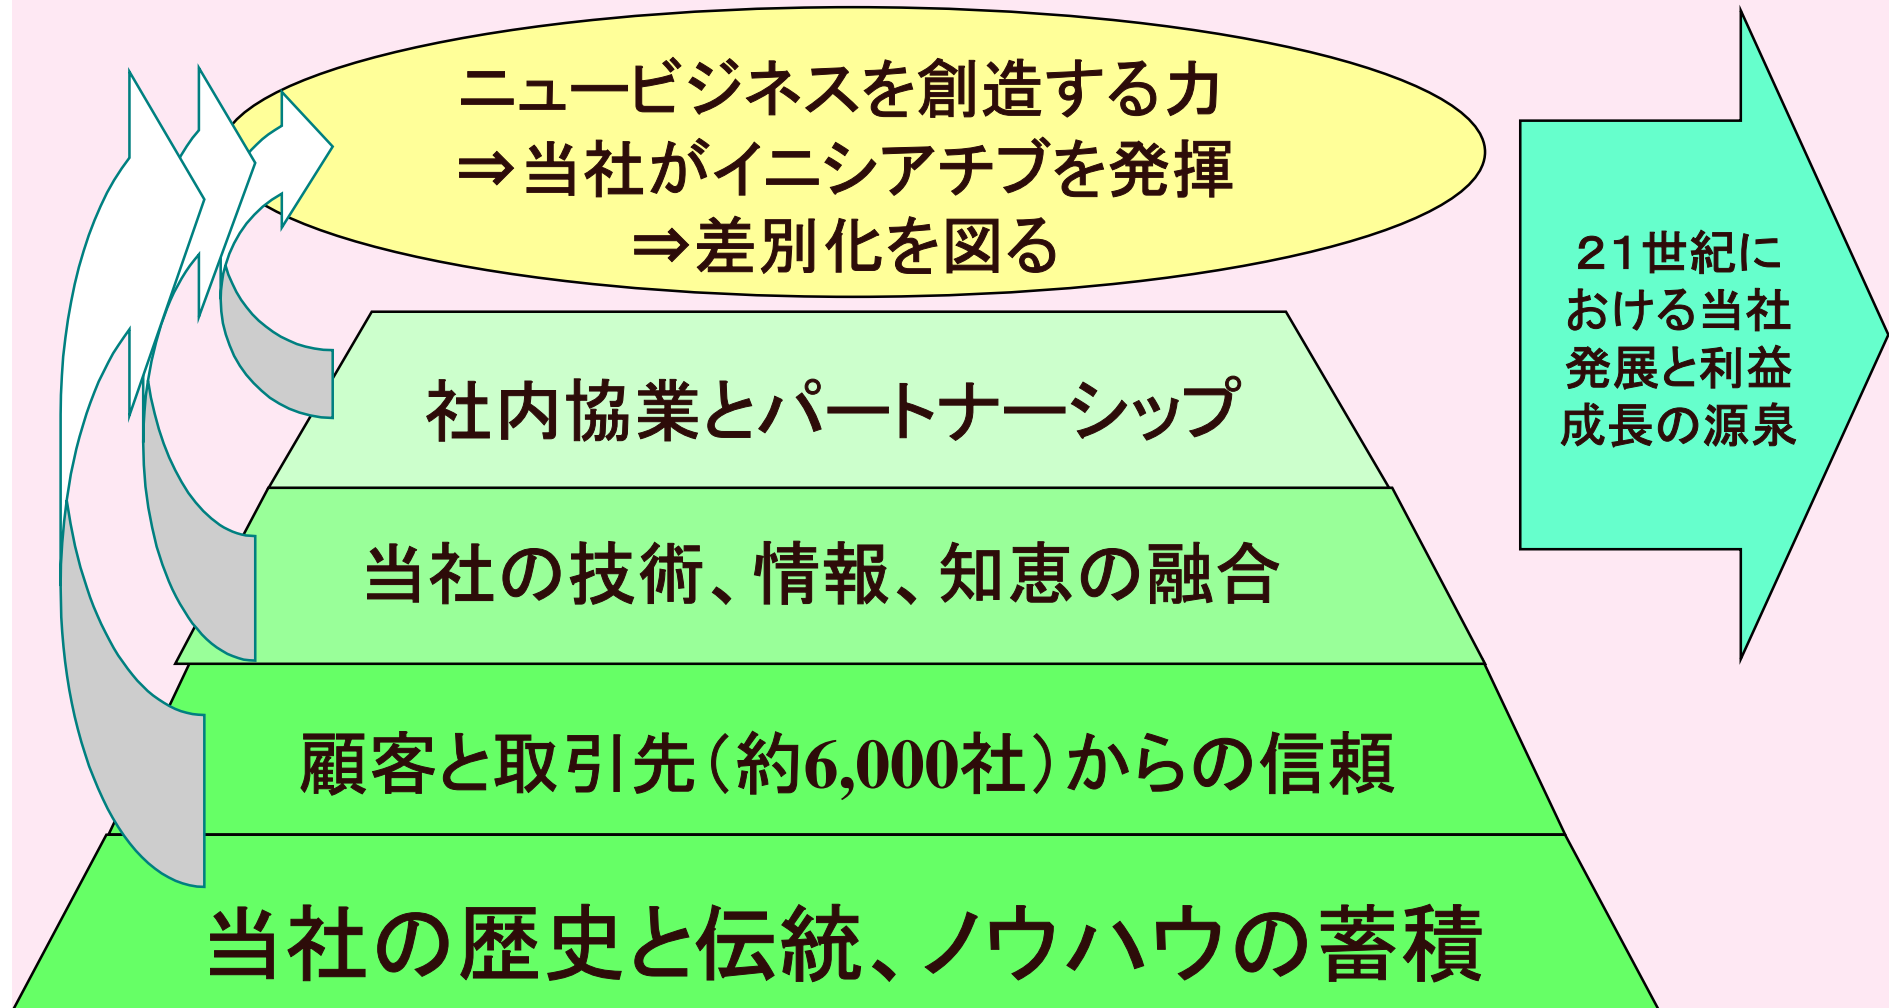 ニュービジネスを創造する力
⇒当社がイニシアチブを発揮
⇒差別化を図る
社内協業とパートナーシップ
当社の技術、情報、知恵の融合
顧客と取引先（約6,000社）からの信頼
当社の歴史と伝統、ノウハウの蓄積
２１世紀に
おける当社
発展と利益
成長の源泉